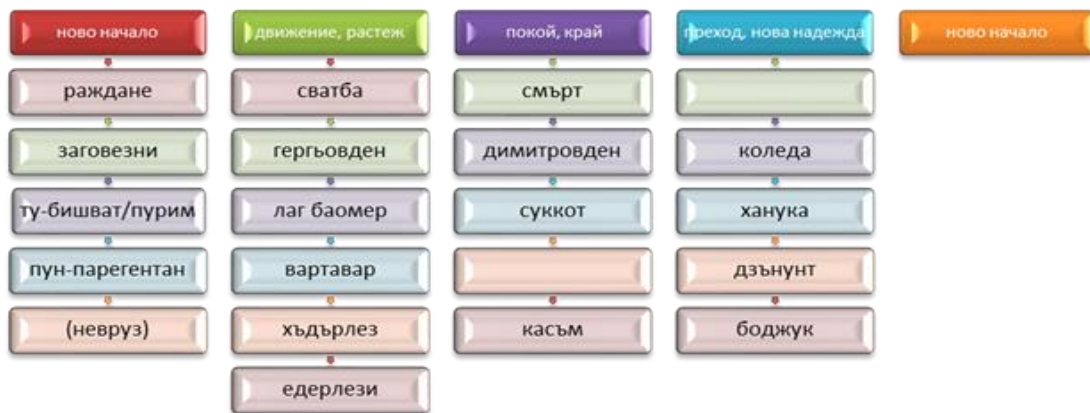 ново начало
движение, растеж
покой, край
преход, нова надежда
ново начало
раждане
сватба
смърт
заговезни
гергьовден
димитровден
коледа
ту-бишват/пурим
лаг баомер
суккот
ханука
пун-парегентан
вартавар
дзънунт
(невруз)
хъдърлез
касъм
боджук
едерлези